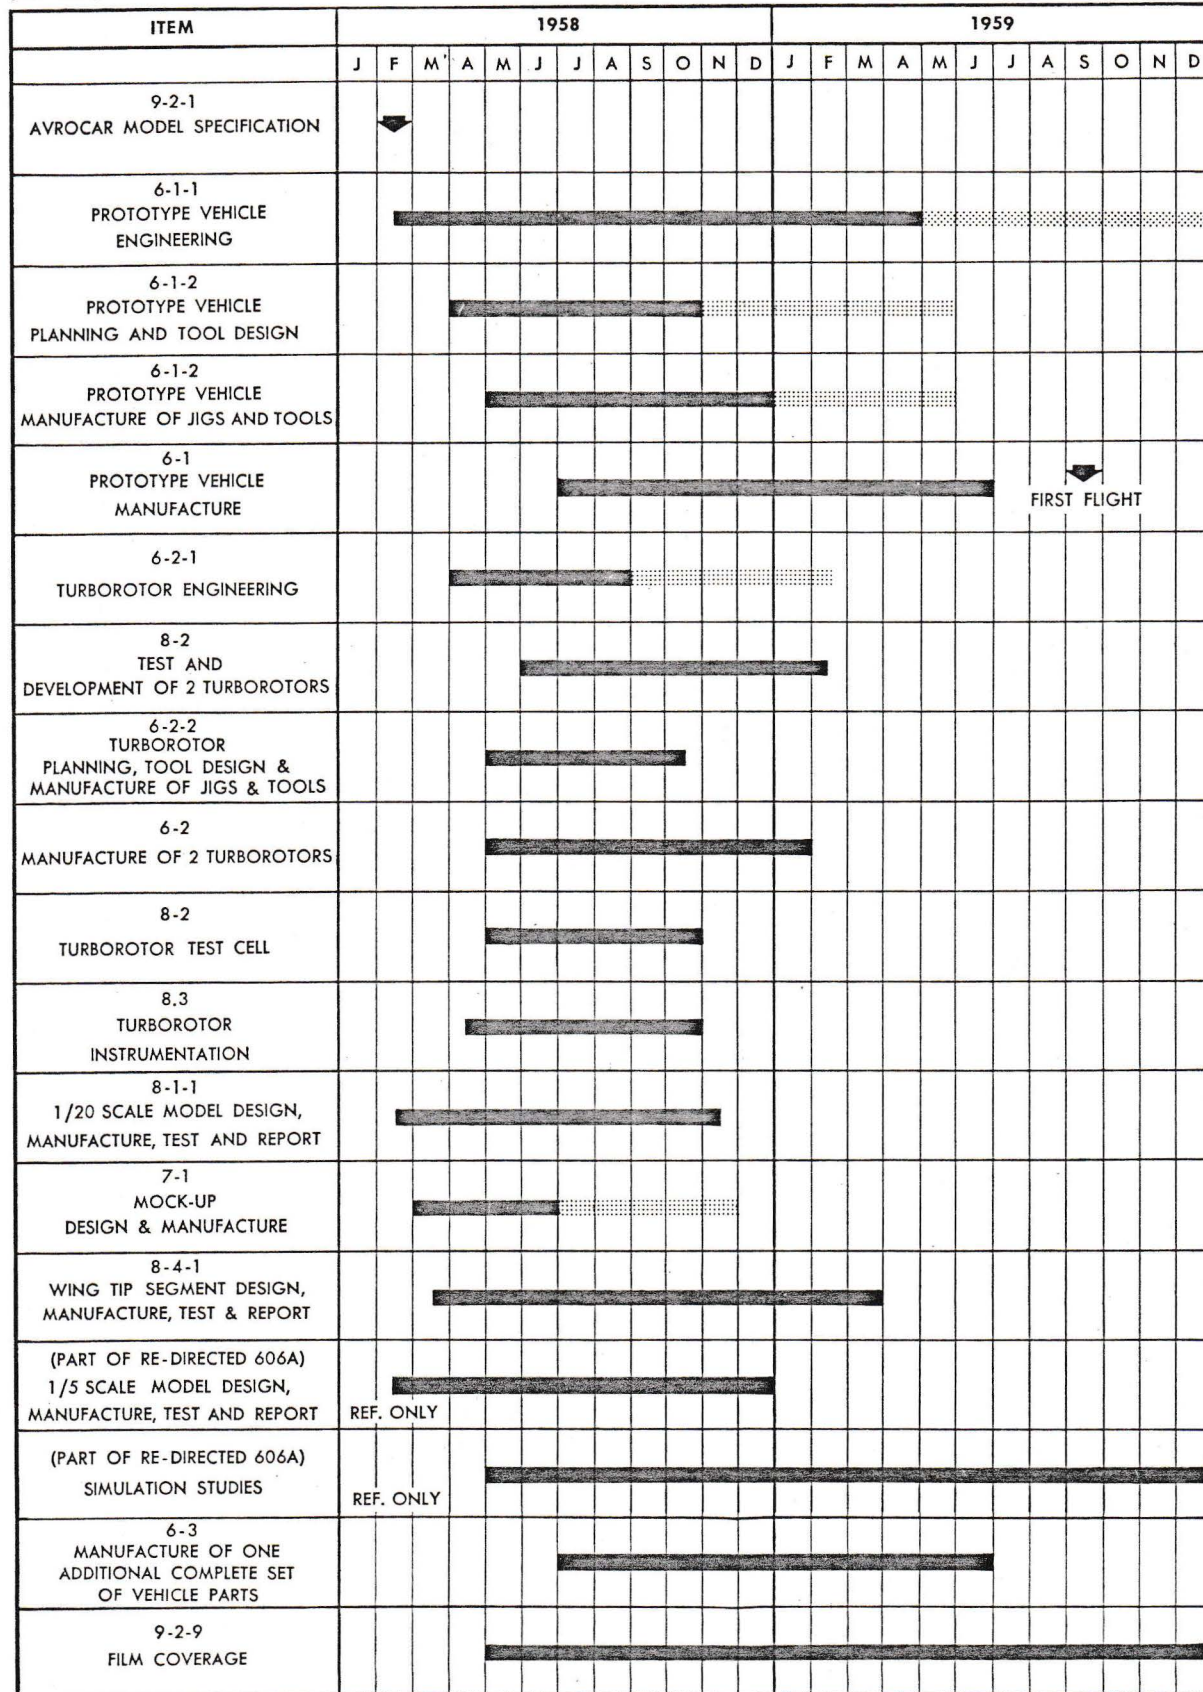 ITEM 1958 1959
J F M A M J J A S O N D J F M A M J J A S O N D
9-2-1
AVROCAR MODEL SPECIFICATION
6-1-1
PROTOTYPE VEHICLE
ENGINEERING
6-1-2
PROTOTYPE VEHICLE
PLANNING AND TOOL DESIGN
6-1-2
PROTOTYPE VEHICLE
MANUFACTURE OF JIGS AND TOOLS
6-1
PROTOTYPE VEHICLE
MANUFACTURE
FIRST FLIGHT
6-2-1
TURBOROTOR ENGINEERING
8-2
TEST AND
DEVELOPMENT OF 2 TURBOROTORS
6-2-2
TURBOROTOR
PLANNING, TOOL DESIGN &
MANUFACTURE OF JIGS & TOOLS
6-2
MANUFACTURE OF 2 TURBOROTORS
8-2
TURBOROTOR TEST CELL
8.3
TURBOROTOR
INSTRUMENTATION
8-1-1
1/20 SCALE MODEL DESIGN,
MANUFACTURE, TEST AND REPORT
7-1
MOCK-UP
DESIGN & MANUFACTURE
8-4-1
WING TIP SEGMENT DESIGN,
MANUFACTURE, TEST & REPORT
(PART OF RE-DIRECTED 606A)
1/5 SCALE MODEL DESIGN,
MANUFACTURE, TEST AND REPORT
REF. ONLY
(PART OF RE-DIRECTED 606A)
SIMULATION STUDIES
REF. ONLY
6-3
MANUFACTURE OF ONE
ADDITIONAL COMPLETE SET
OF VEHICLE PARTS
9-2-9
FILM COVERAGE